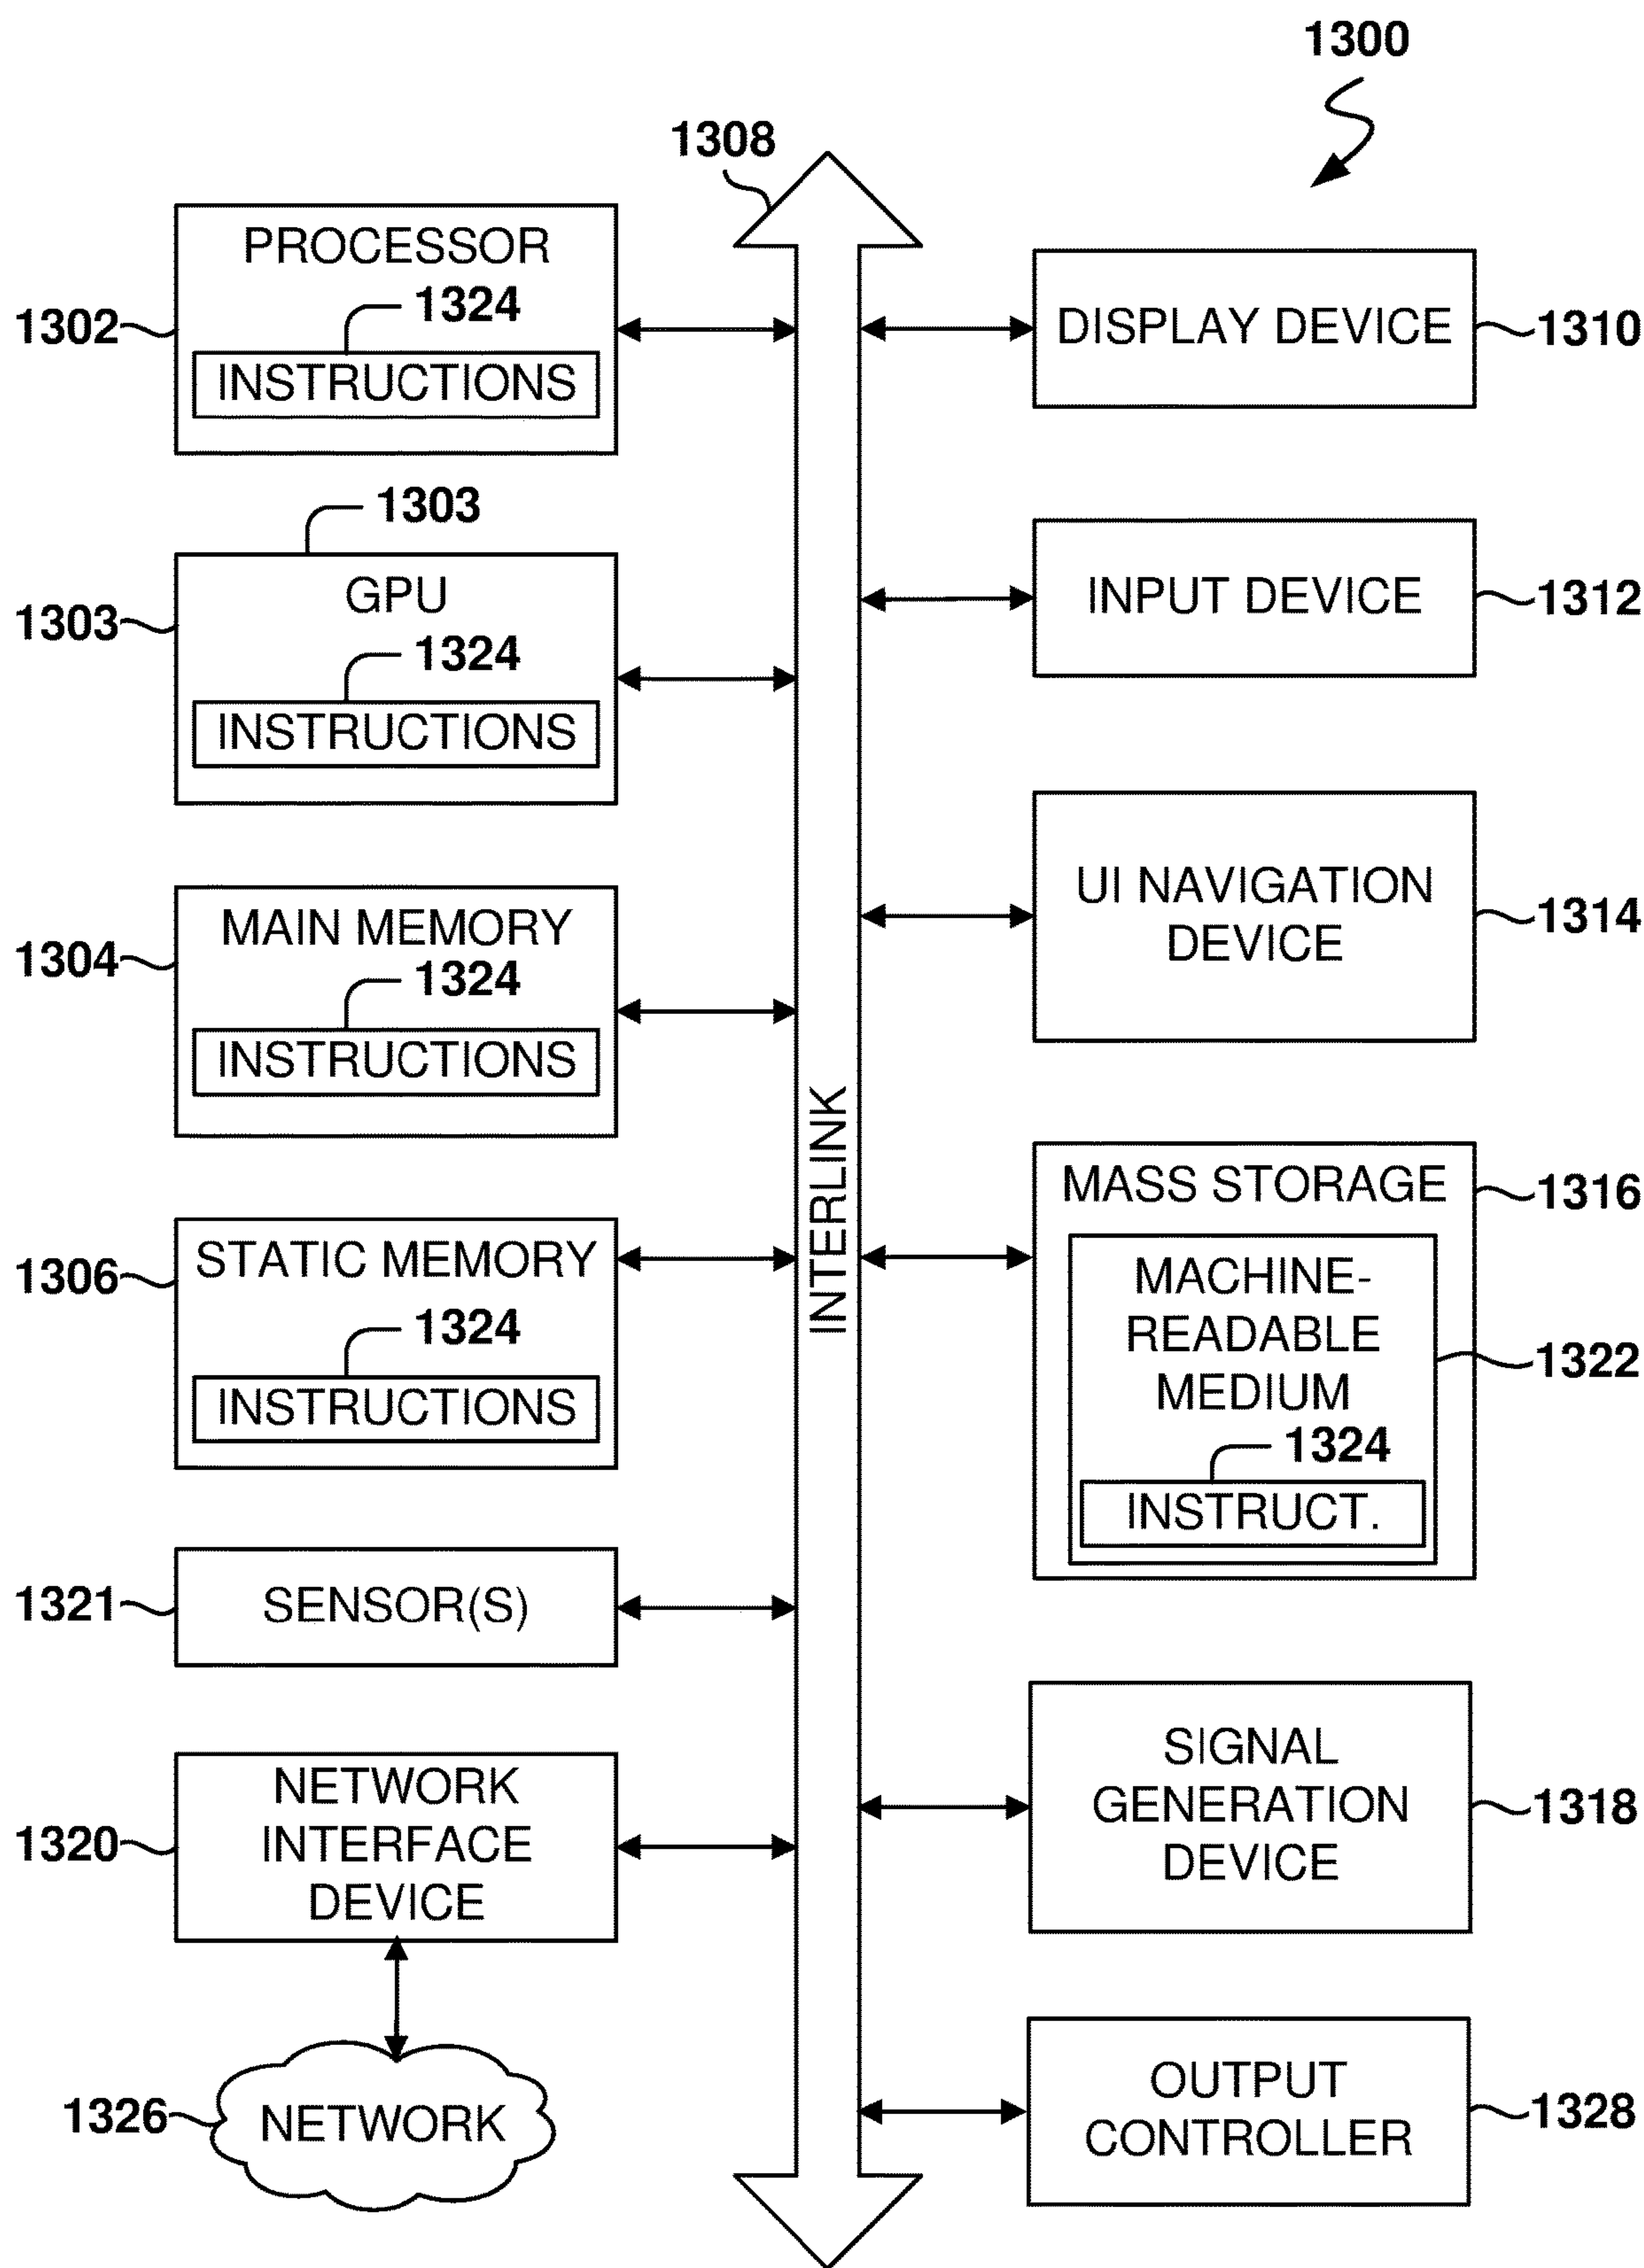 1300
1308
PROCESSOR
1324
1302
INSTRUCTIONS
1303
GPU
1303
1324
INSTRUCTIONS
MAIN MEMORY
1304
1324
INSTRUCTIONS
STATIC MEMORY
1306
1324
INSTRUCTIONS
1321
SENSOR(S)
NETWORK
1320
INTERFACE
DEVICE
1326
NETWORK
INTERLINK
DISPLAY DEVICE
1310
INPUT DEVICE
1312
UI NAVIGATION
DEVICE
1314
MASS STORAGE
1316
MACHINE-
READABLE
MEDIUM
1322
1324
INSTRUCT.
SIGNAL
GENERATION
DEVICE
1318
OUTPUT
CONTROLLER
1328